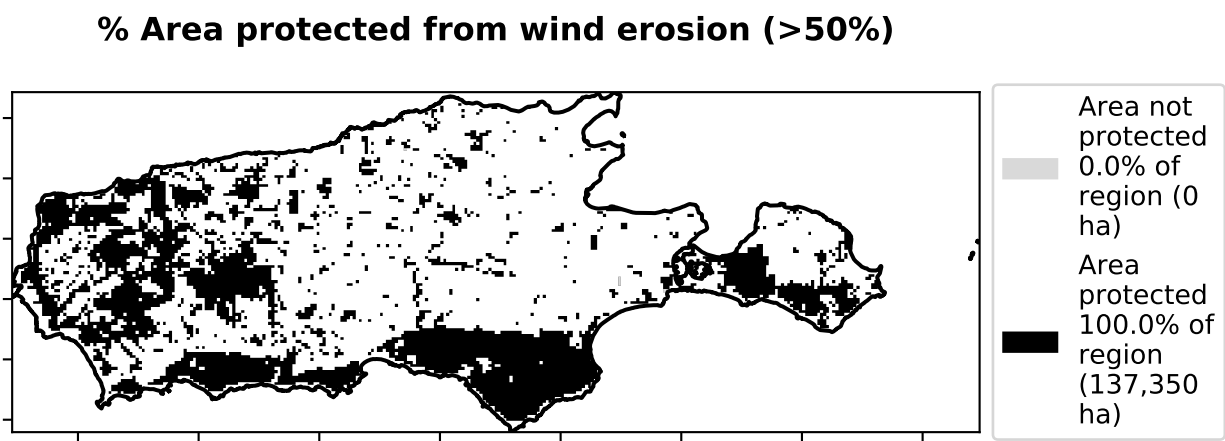 % Area protected from wind erosion (>50%)
Area not
protected
0.0% of
region (0
ha)
Area
protected
100.0% of
region
(137,350
ha)